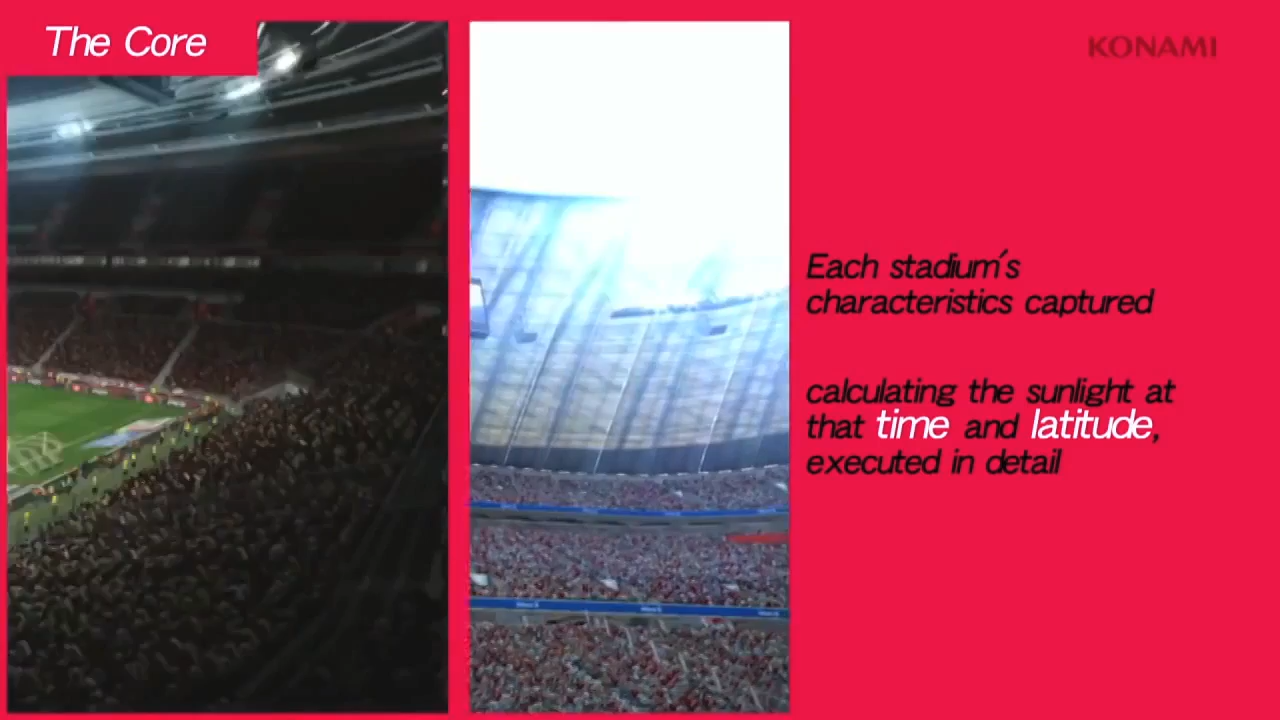 The Core
KONAMI
Each stadium's
characteristics captured
calculating the sunlight at
that time and latitude,
executed in detail